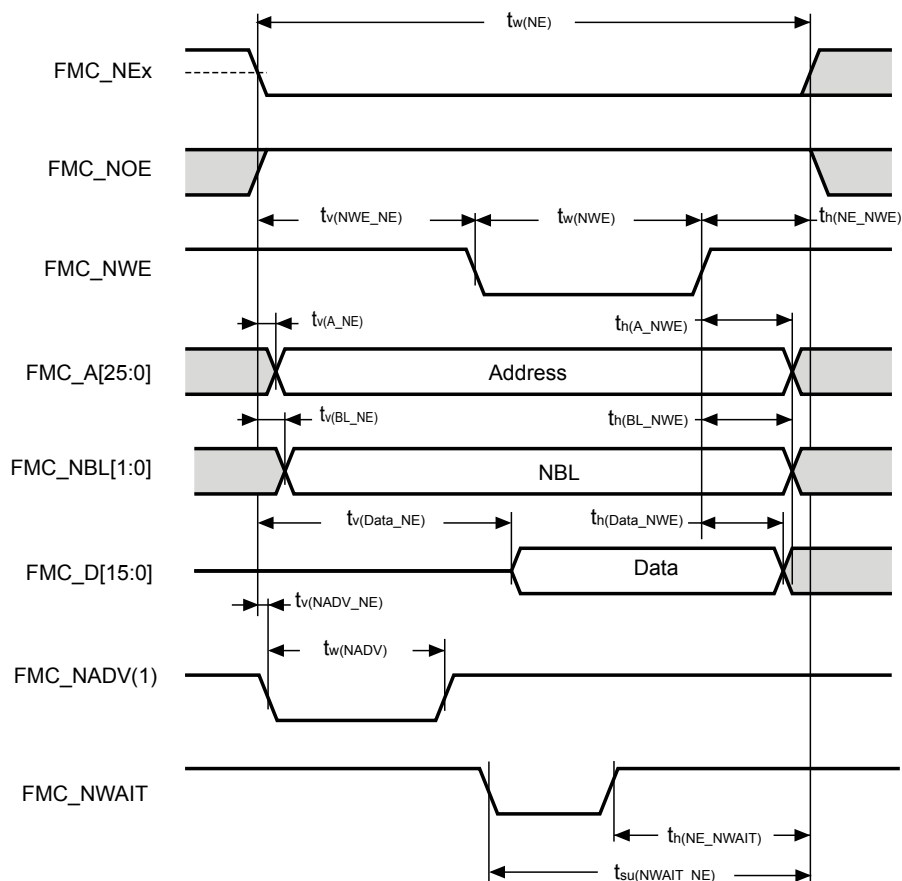 tw(NE)
FMC_NEx
FMC_NOE
tv(NWE_NE) tw(NWE) th(NE_NWE)
FMC_NWE
tv(A_NE) th(A_NWE)
FMC_A[25:0] Address
tv(BL_NE) th(BL_NWE)
FMC_NBL[1:0] NBL
tv(Data_NE) th(Data_NWE)
FMC_D[15:0] Data
tv(NADV_NE)
tw(NADV)
FMC_NADV(1)
FMC_NWAIT
th(NE_NWAIT)
tsu(NWAIT_NE)